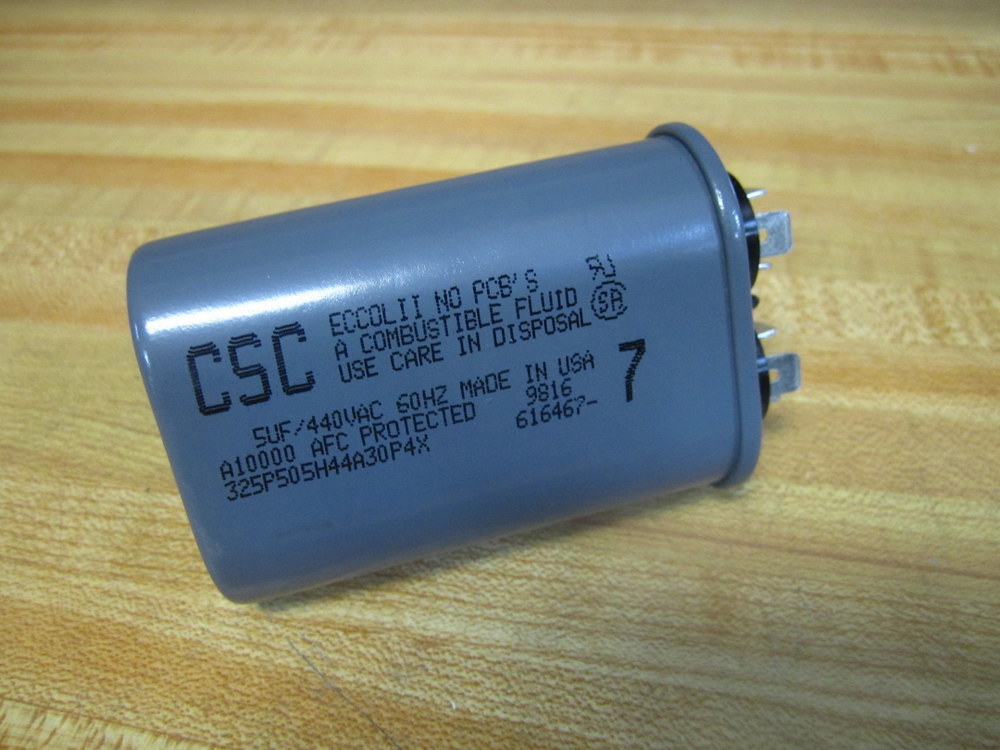 CSC
ECCOLII NO PCB'S
A COMBUSTIBLE FLUID
USE CARE IN DISPOSAL
SA
7
5UF/440VAC 60HZ MADE IN USA
A10000 AFC PROTECTED 9816
325P505H44A30P4X 616467-